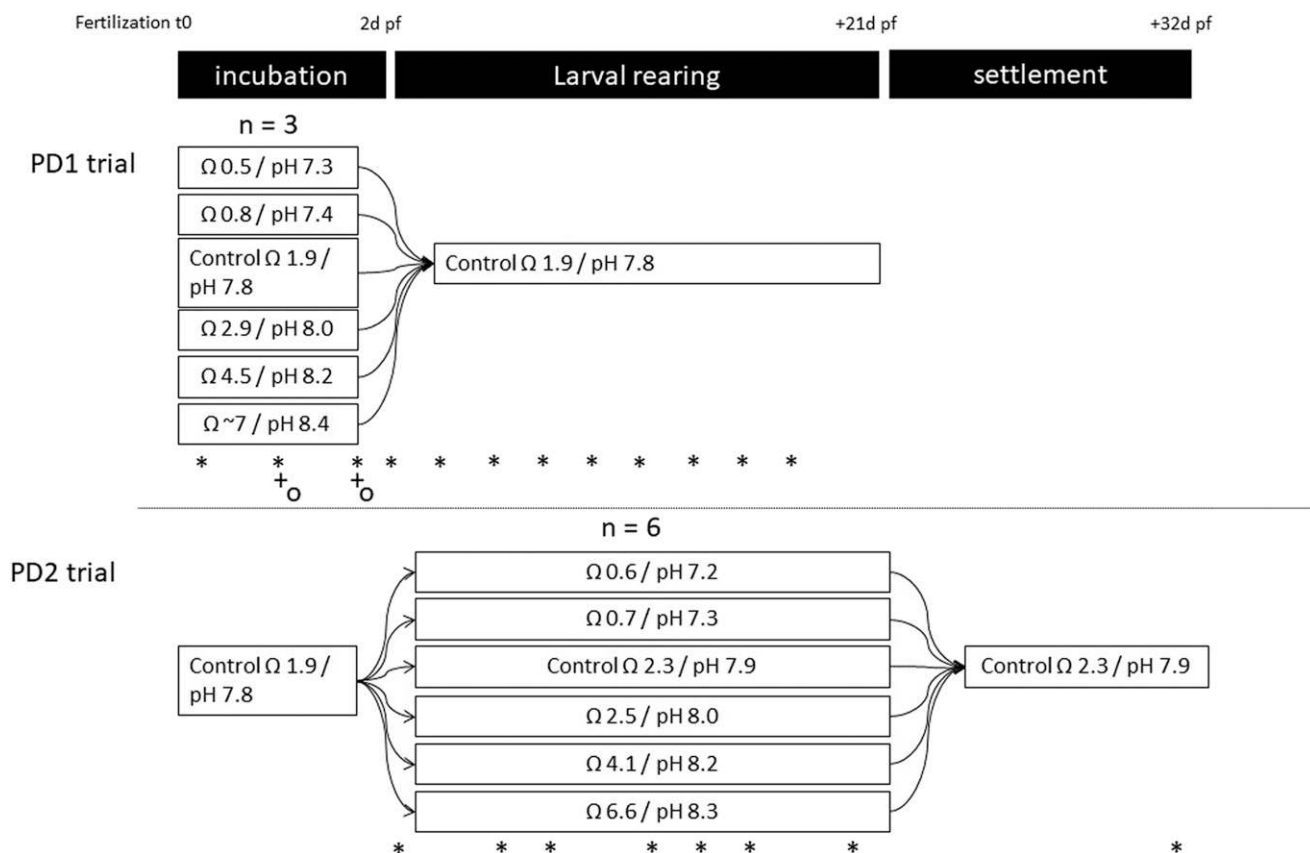 Fertilization t0 2d pf +21d pf +32d pf
incubation Larval rearing settlement
n = 3
PD1 trial
Ω 0.5 / pH 7.3
Ω 0.8 / pH 7.4
Control Ω 1.9 /
pH 7.8
Control Ω 1.9 / pH 7.8
Ω 2.9 / pH 8.0
Ω 4.5 / pH 8.2
Ω ~7 / pH 8.4
* * * * * * * * * * * *
+ +
o o
n = 6
PD2 trial
Ω 0.6 / pH 7.2
Ω 0.7 / pH 7.3
Control Ω 1.9 /
pH 7.8
Control Ω 2.3 / pH 7.9
Control Ω 2.3 / pH 7.9
Ω 2.5 / pH 8.0
Ω 4.1 / pH 8.2
Ω 6.6 / pH 8.3
* * * * * * * *